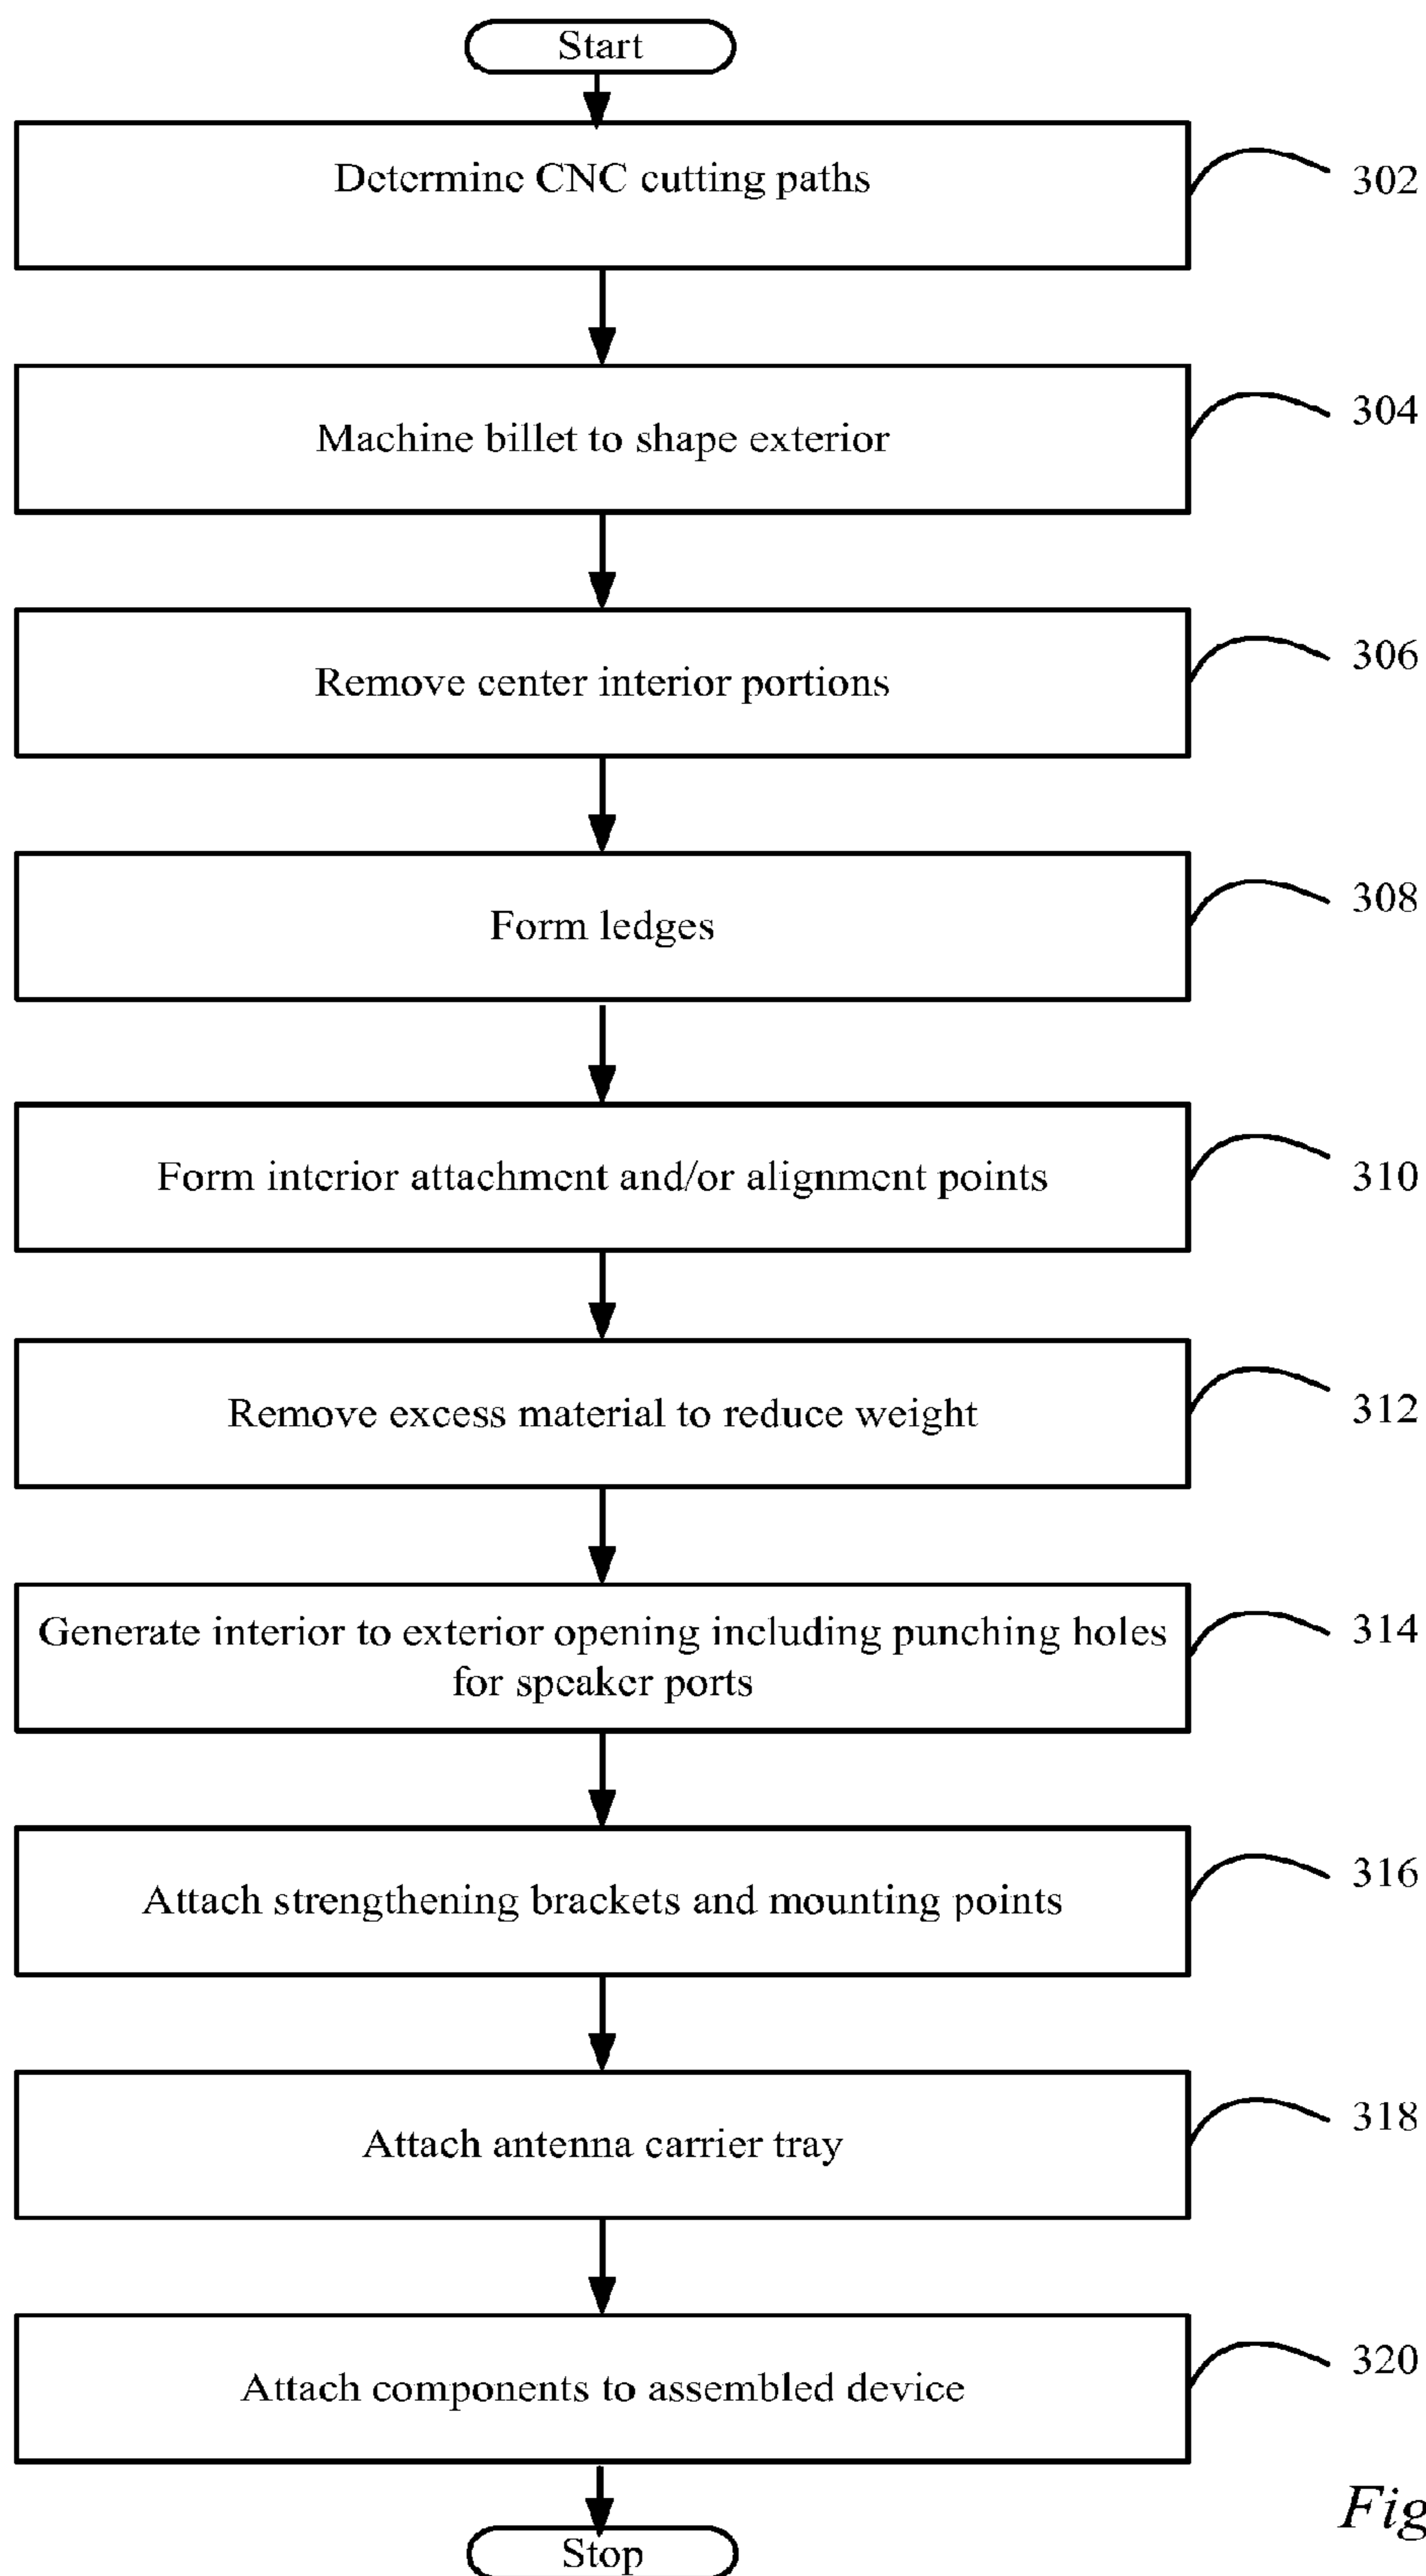 Start
Determine CNC cutting paths
302
Machine billet to shape exterior
304
Remove center interior portions
306
Form ledges
308
Form interior attachment and/or alignment points
310
Remove excess material to reduce weight
312
Generate interior to exterior opening including punching holes
for speaker ports
314
Attach strengthening brackets and mounting points
316
Attach antenna carrier tray
318
Attach components to assembled device
320
Stop
Fig